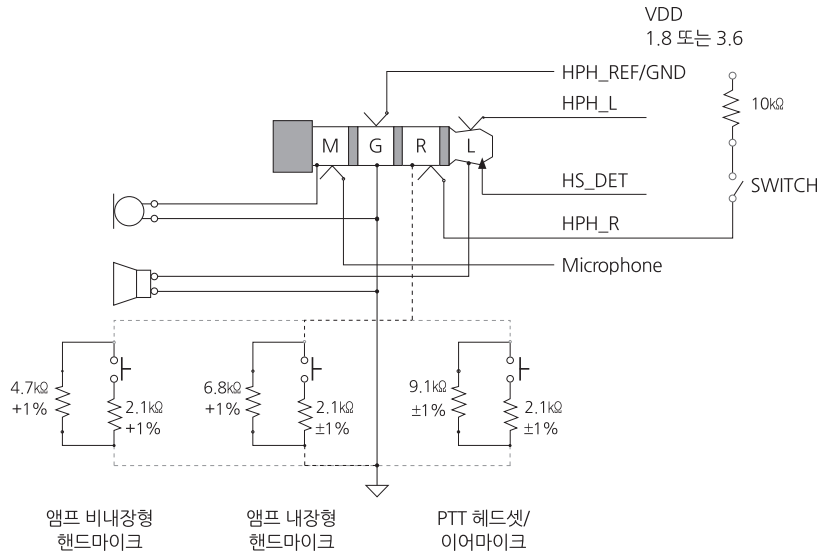 VDD
1.8 또는 3.6
HPH_REF/GND
HPH_L
10㏀
M G R L
HS_DET
SWITCH
HPH_R
Microphone
4.7㏀
+1%
2.1㏀
+1%
6.8㏀
+1%
2.1㏀
±1%
9.1㏀
±1%
2.1㏀
±1%
앰프 비내장형
핸드마이크
앰프 내장형
핸드마이크
PTT 헤드셋/
이어마이크